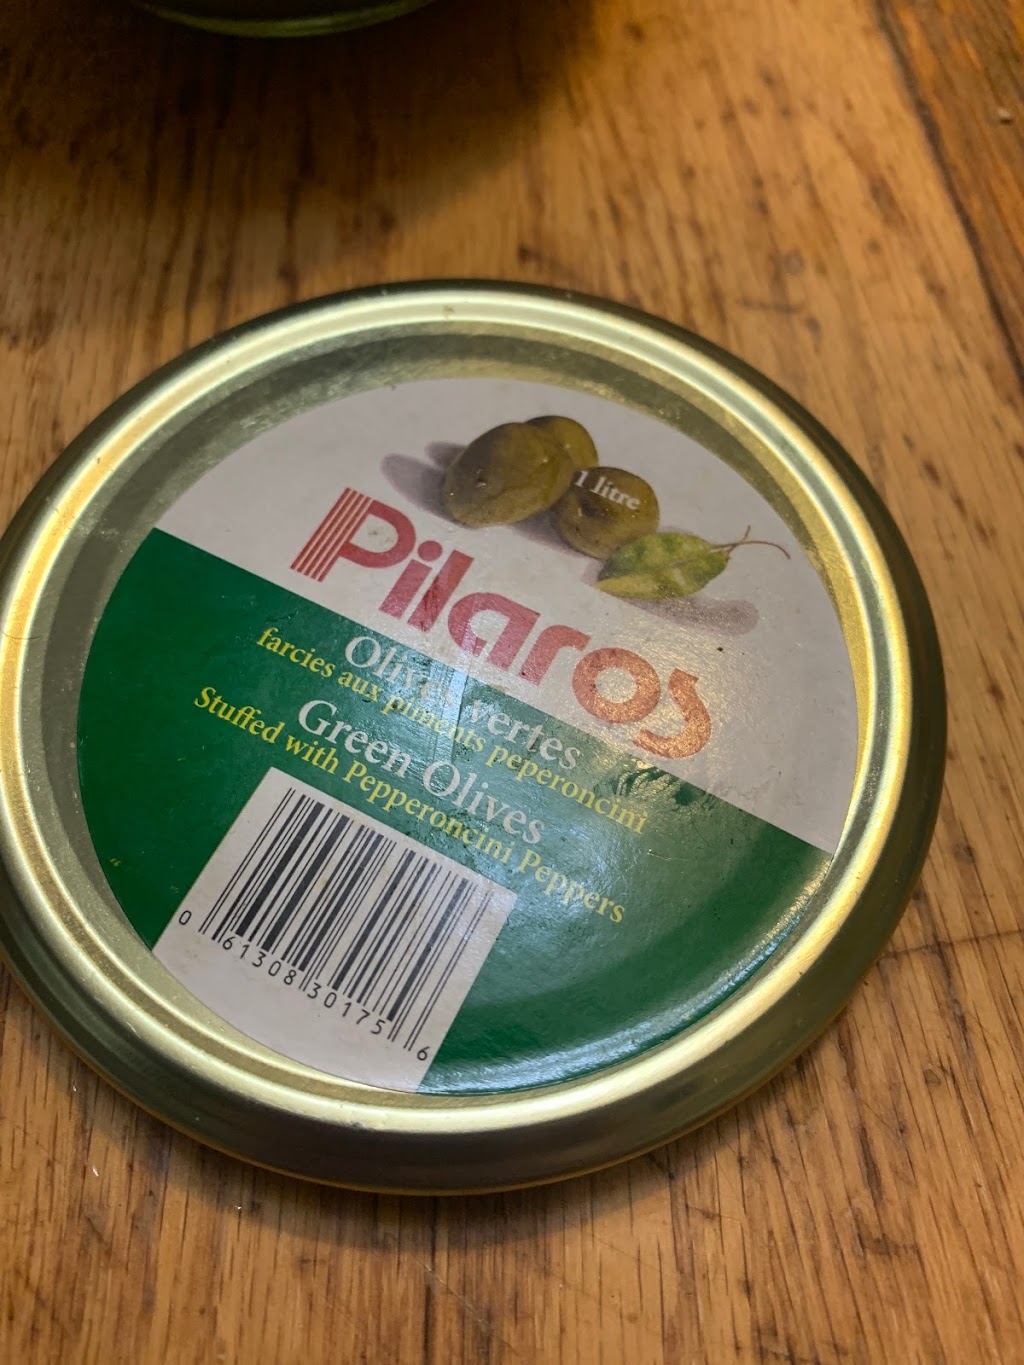 1 litre
Pilaros
Olives vertes
farcies aux piments peperoncini
Green Olives
Stuffed with Pepperoncini Peppers
0 61308 30175 6